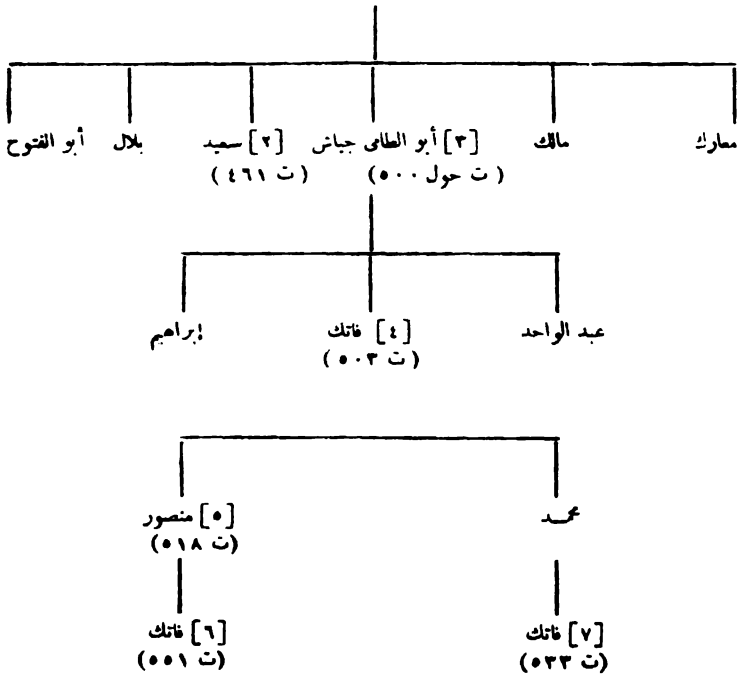 معارك مالك [٣] أبو الطامى جياش [٢] سعيد بلال أبو الفتوح
(ت حول ٥٠٠) (ت ٤٦١)
عبد الواحد [٤] فاتك إبراهيم
(ت ٥٠٣)
محمد [٥] منصور
(ت ٥١٨)
[٧] فاتك [٦] فاتك
(ت ٥٣٣) (ت ٥٥١)